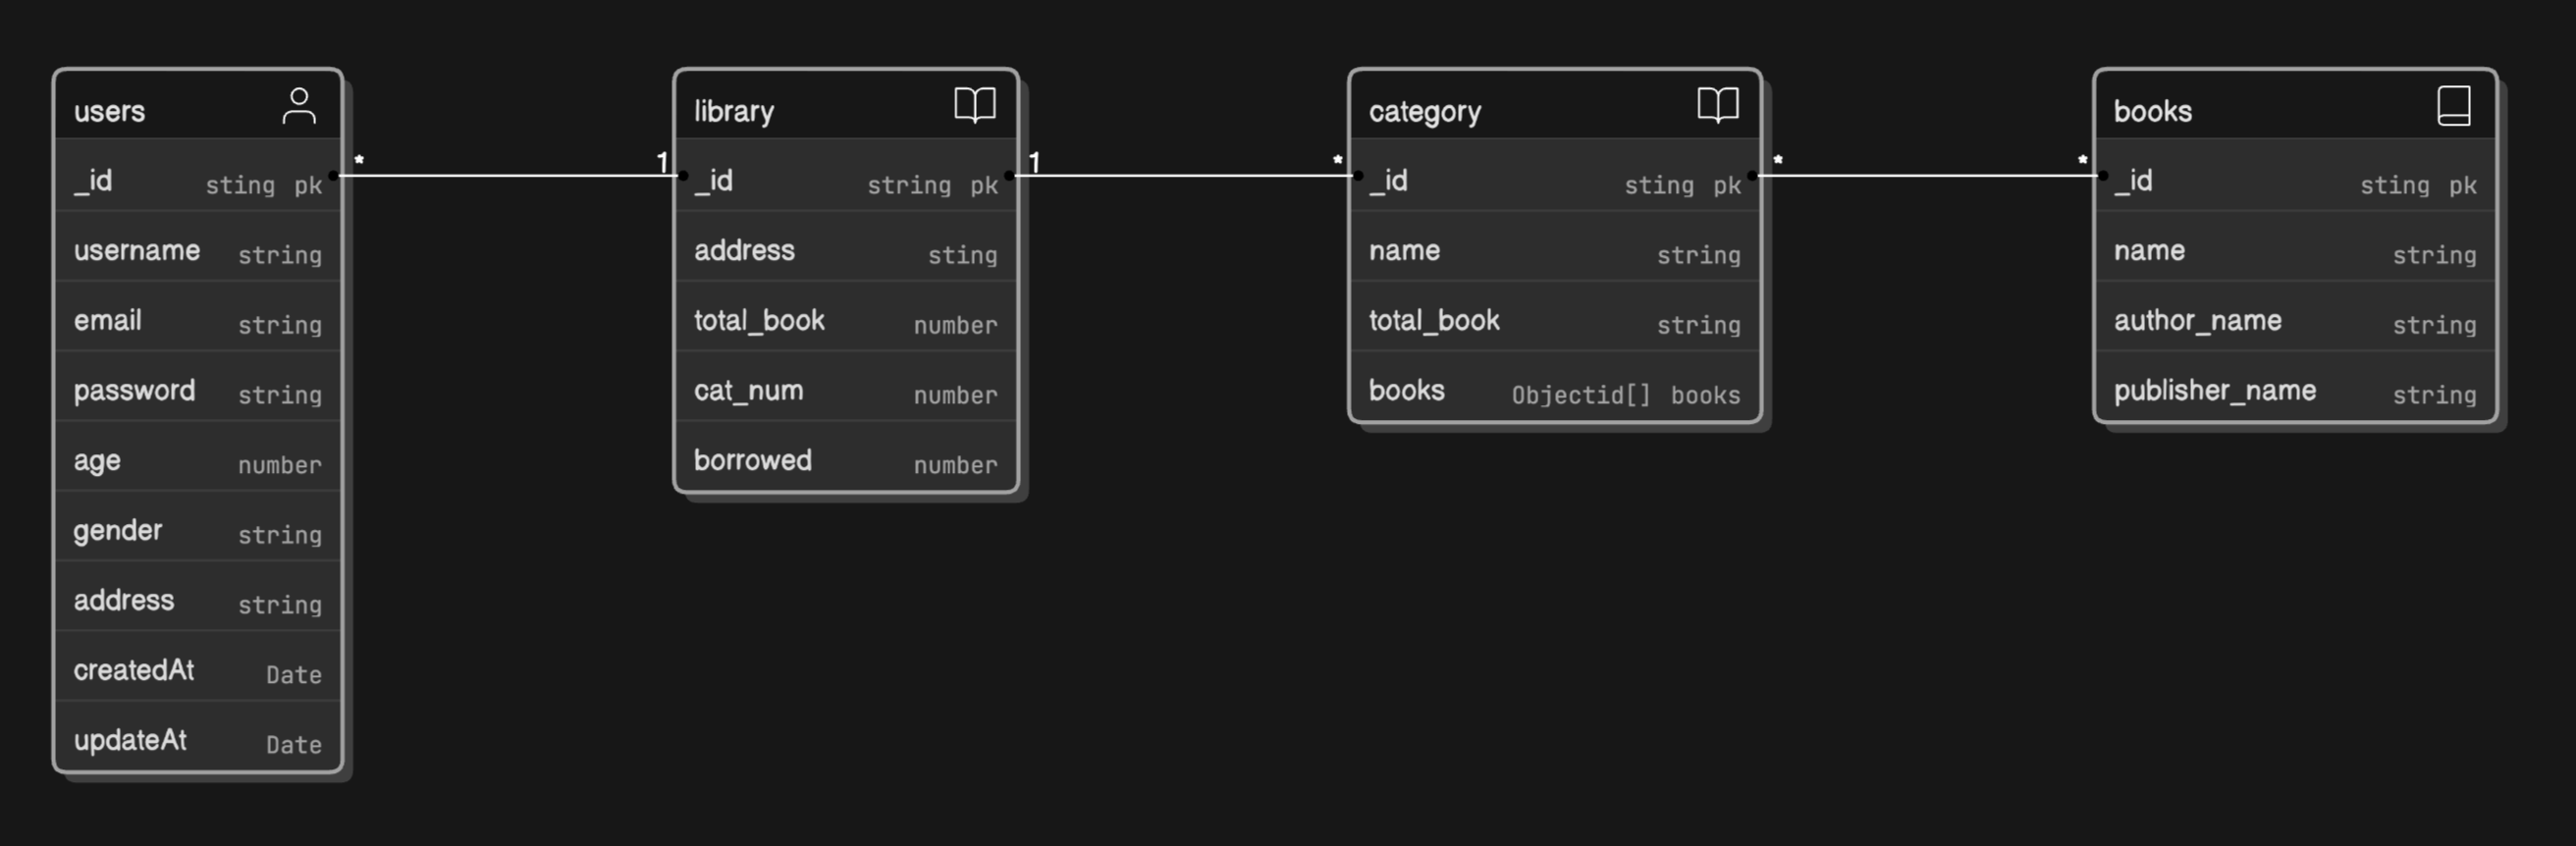 users
_id sting pk
username string
email string
password string
age number
gender string
address string
createdAt Date
updateAt Date
*
1
library
_id string pk
address sting
total_book number
cat_num number
borrowed number
1
*
category
_id sting pk
name string
total_book string
books Objectid[] books
*
*
books
_id sting pk
name string
author_name string
publisher_name string